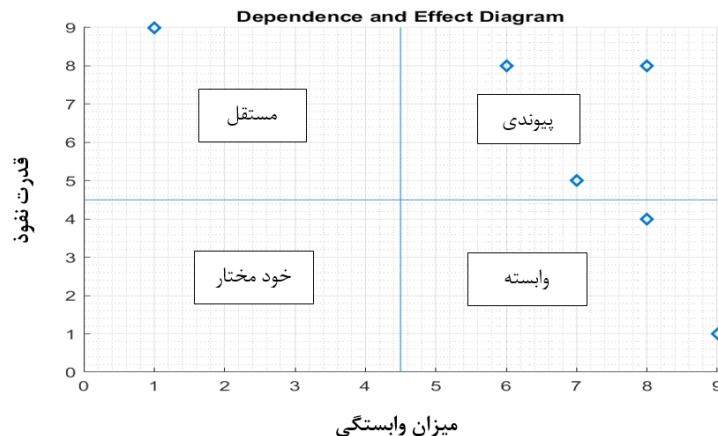 Dependence and Effect Diagram
قدرت نفوذ
9
8
7
6
5
4
3
2
1
0
مستقل
پیوندی
خود مختار
وابسته
0 1 2 3 4 5 6 7 8 9
میزان وابستگی